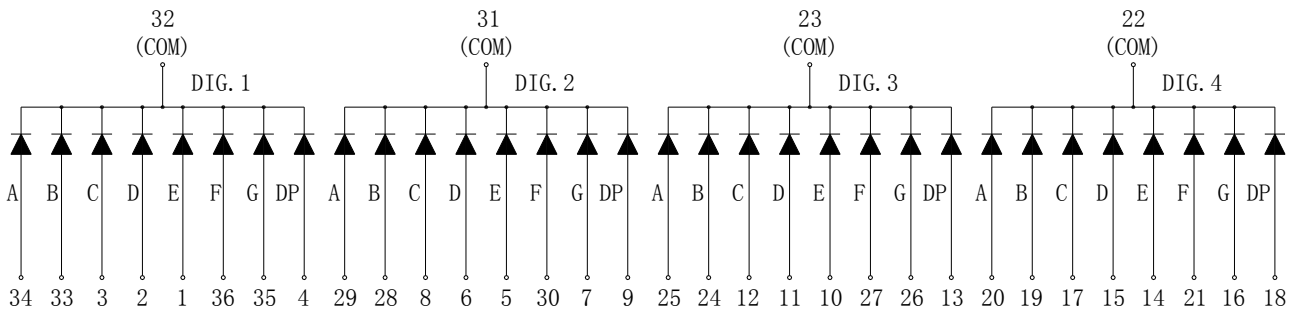 32 31 23 22
(COM) (COM) (COM) (COM)
DIG.1 DIG.2 DIG.3 DIG.4
A B C D E F G DP A B C D E F G DP A B C D E F G DP A B C D E F G DP
34 33 3 2 1 36 35 4 29 28 8 6 5 30 7 9 25 24 12 11 10 27 26 13 20 19 17 15 14 21 16 18